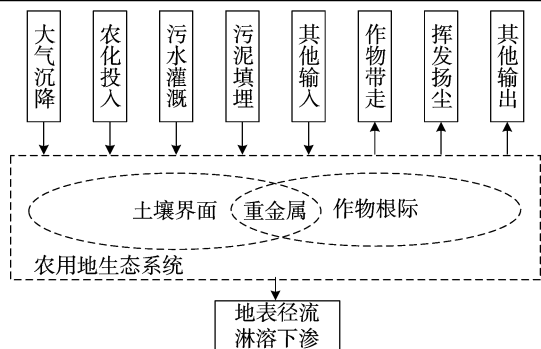 大气沉降
农化投入
污水灌溉
污泥填埋
其他输入
作物带走
挥发扬尘
其他输出
土壤界面
重金属
作物根际
农用地生态系统
地表径流
淋溶下渗